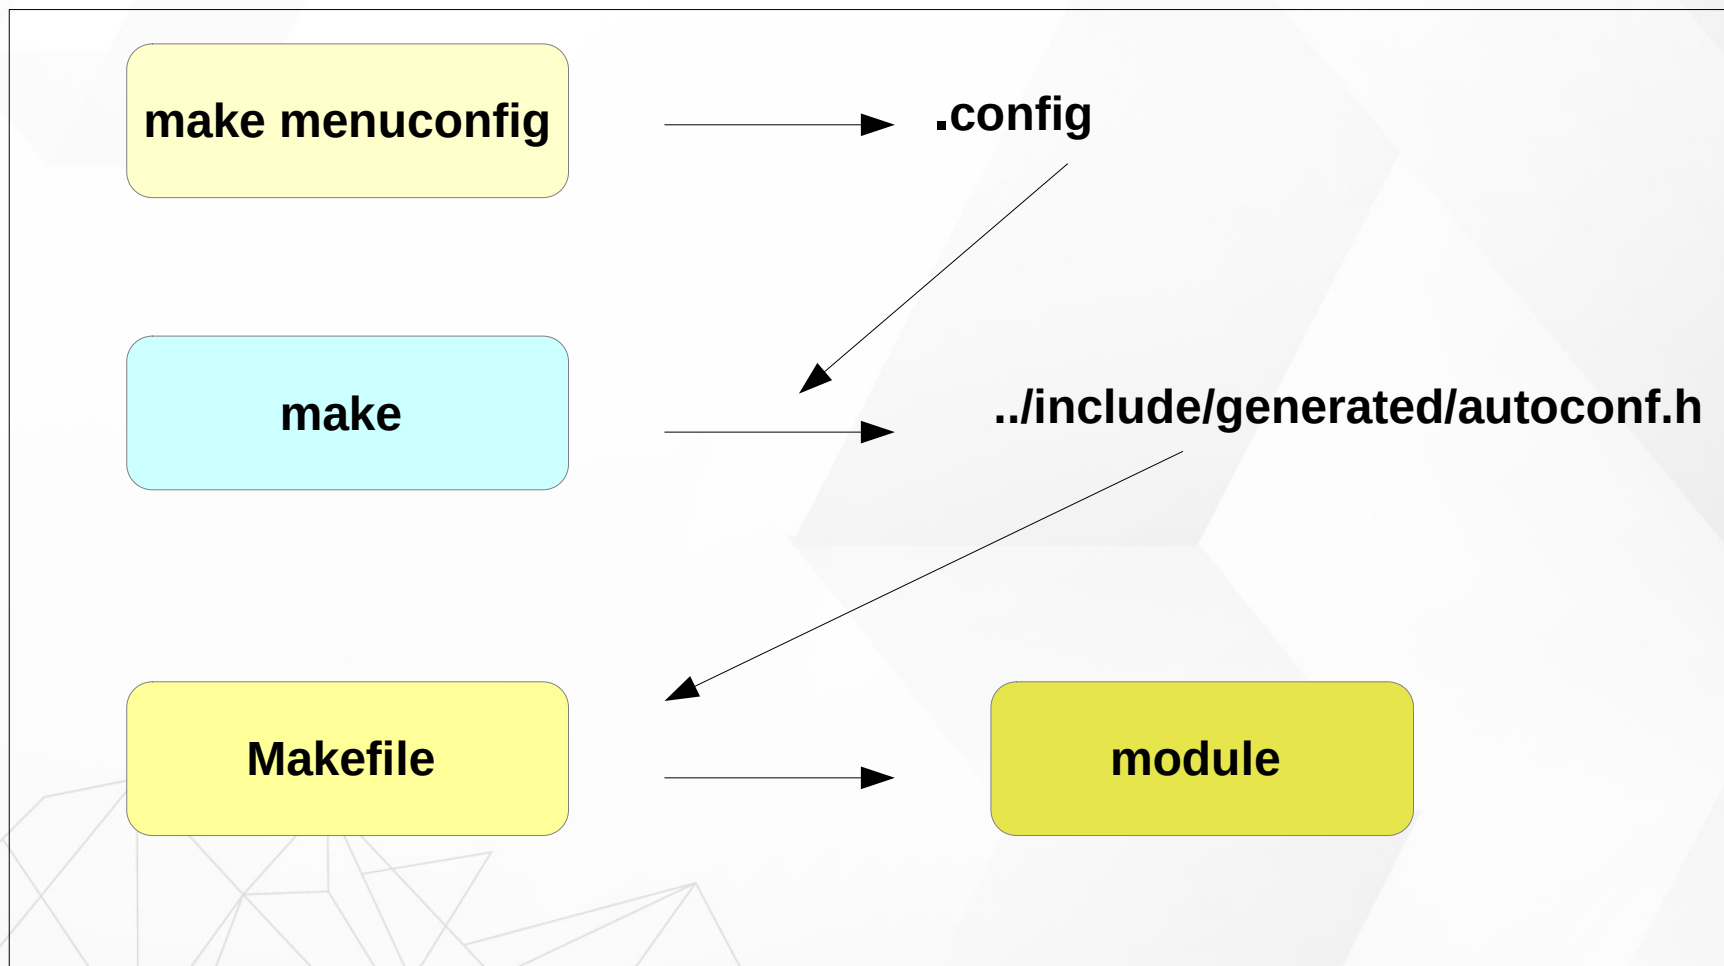 make menuconfig
.config
make
../include/generated/autoconf.h
Makefile
module